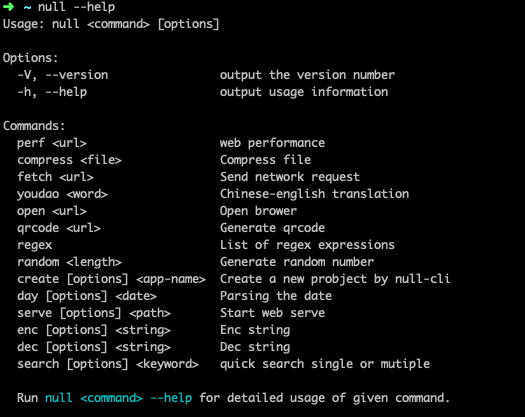 ➜ ~ null --help
Usage: null <command> [options]
Options:
-V, --version output the version number
-h, --help output usage information
Commands:
perf <url> web performance
compress <file> Compress file
fetch <url> Send network request
youdao <word> Chinese-english translation
open <url> Open brower
qrcode <url> Generate qrcode
regex List of regex expressions
random <length> Generate random number
create [options] <app-name> Create a new probject by null-cli
day [options] <date> Parsing the date
serve [options] <path> Start web serve
enc [options] <string> Enc string
dec [options] <string> Dec string
search [options] <keyword> quick search single or mutiple
Run null <command> --help for detailed usage of given command.